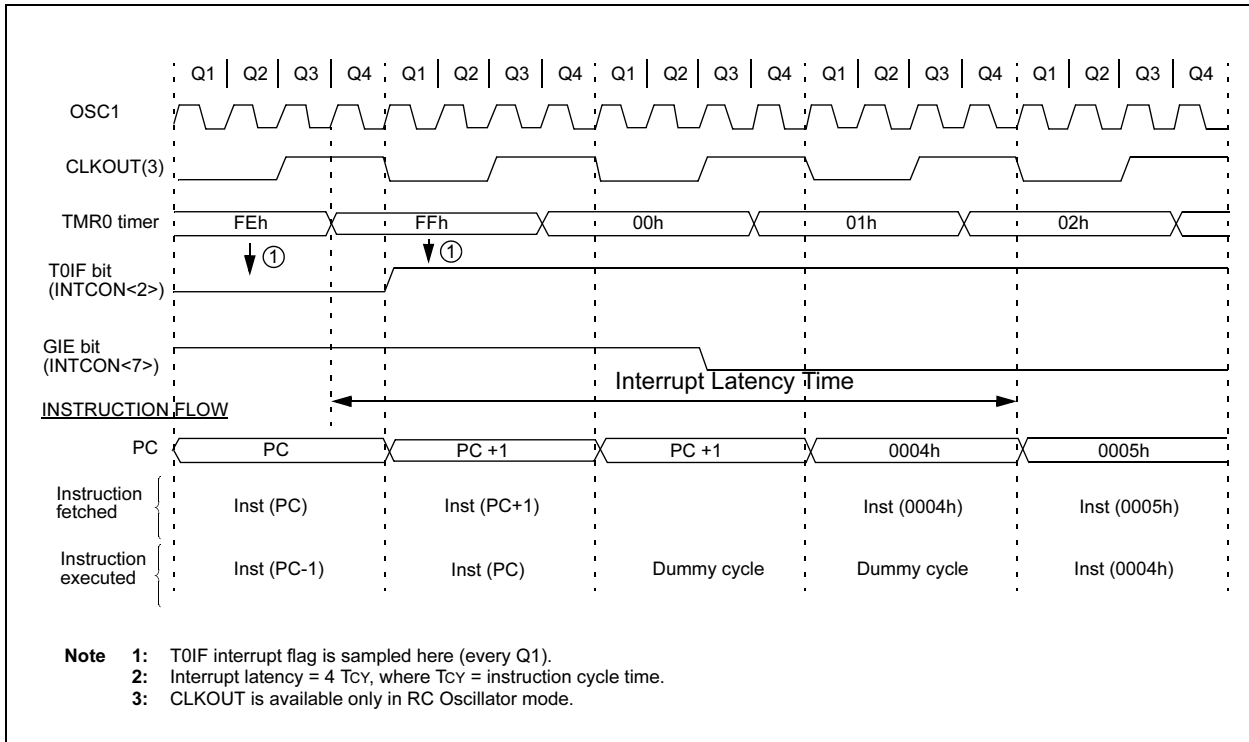 Q1 Q2 Q3 Q4 Q1 Q2 Q3 Q4 Q1 Q2 Q3 Q4 Q1 Q2 Q3 Q4 Q1 Q2 Q3 Q4
OSC1
CLKOUT(3)
TMR0 timer FEh FFh 00h 01h 02h
1 1
T0IF bit
(INTCON<2>)
GIE bit
(INTCON<7>)
Interrupt Latency Time
INSTRUCTION FLOW
PC PC PC +1 PC +1 0004h 0005h
Instruction
fetched
Inst (PC) Inst (PC+1) Inst (0004h) Inst (0005h)
Instruction
executed
Inst (PC-1) Inst (PC) Dummy cycle Dummy cycle Inst (0004h)
Note 1: T0IF interrupt flag is sampled here (every Q1).
2: Interrupt latency = 4 TCY, where TCY = instruction cycle time.
3: CLKOUT is available only in RC Oscillator mode.